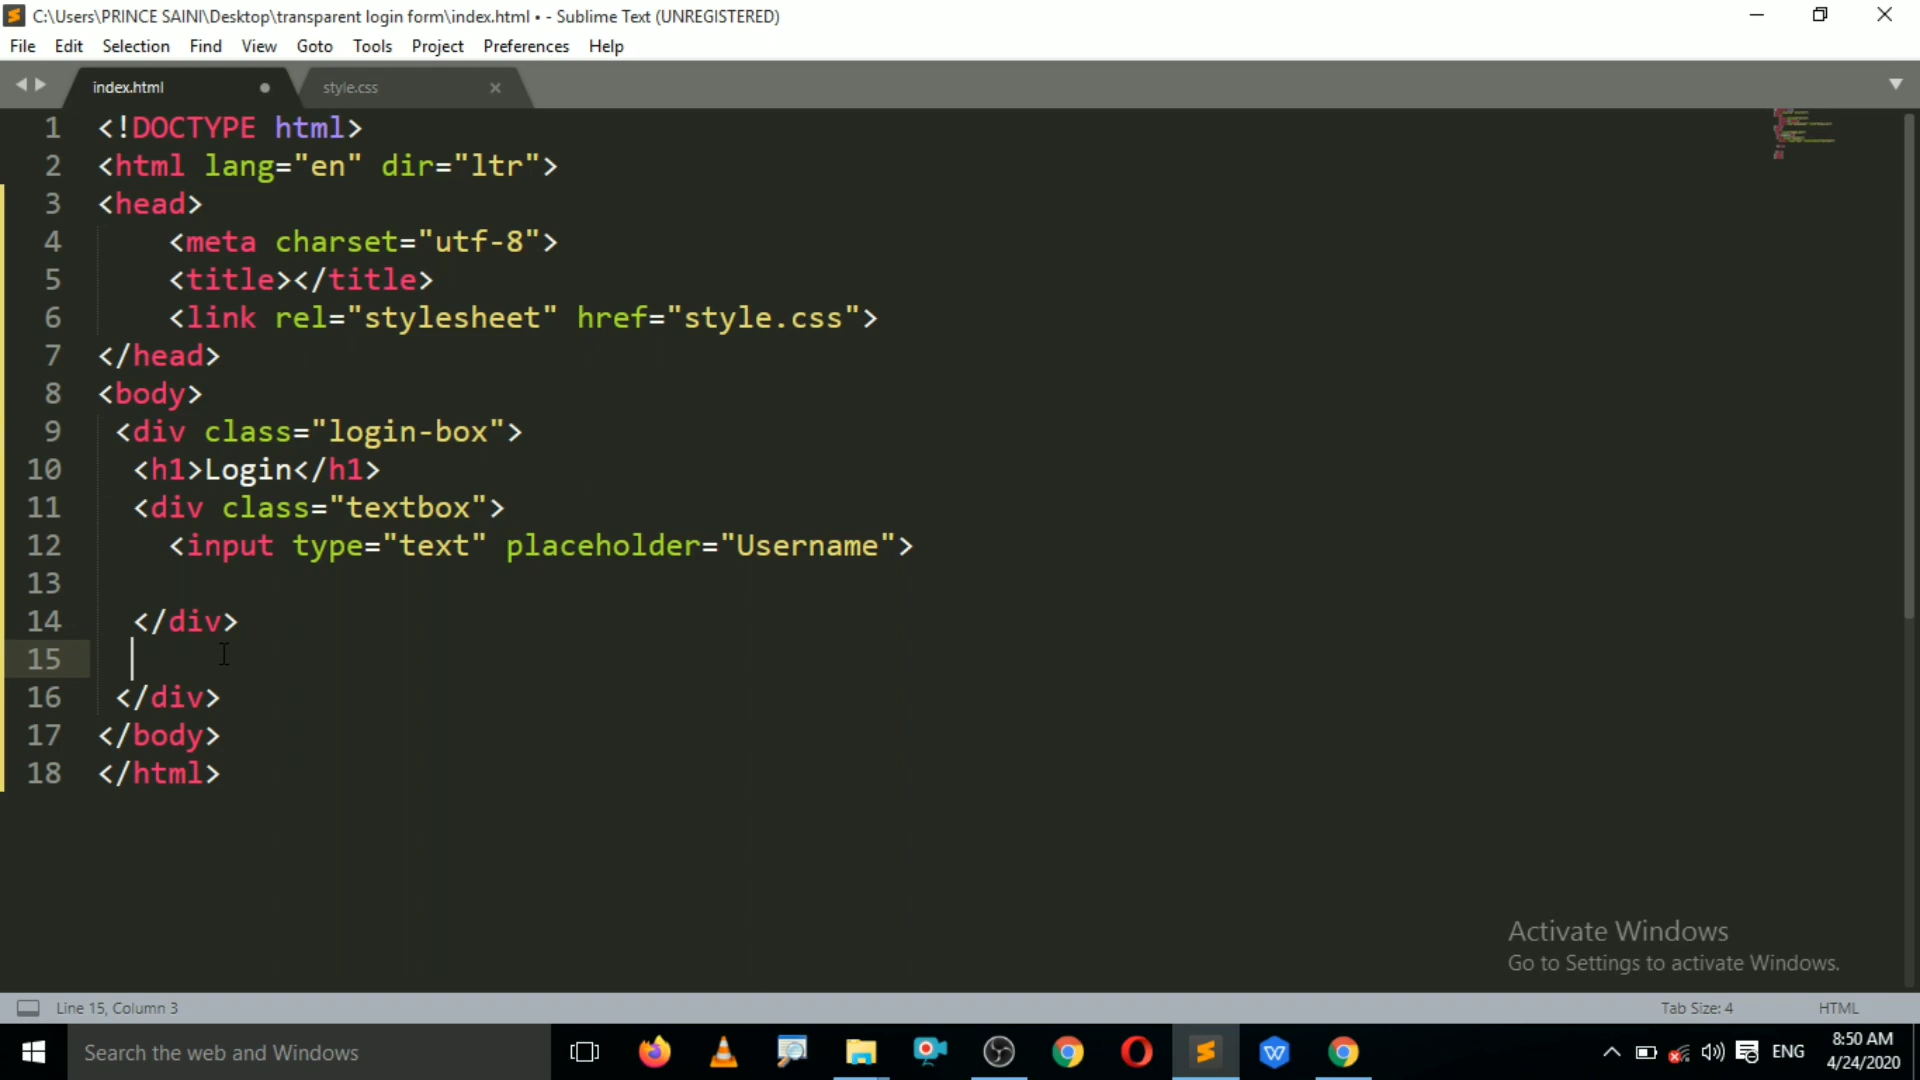 C:\Users\PRINCE SAINI\Desktop\transparent login form\index.html • - Sublime Text (UNREGISTERED)
File Edit Selection Find View Goto Tools Project Preferences Help
index.html style.css
1 <!DOCTYPE html>
2 <html lang="en" dir="ltr">
3 <head>
4 <meta charset="utf-8">
5 <title></title>
6 <link rel="stylesheet" href="style.css">
7 </head>
8 <body>
9 <div class="login-box">
10 <h1>Login</h1>
11 <div class="textbox">
12 <input type="text" placeholder="Username">
13
14 </div>
15
16 </div>
17 </body>
18 </html>
Activate Windows
Go to Settings to activate Windows.
Line 15, Column 3 Tab Size: 4 HTML
Search the web and Windows ENG 8:50 AM
4/24/2020